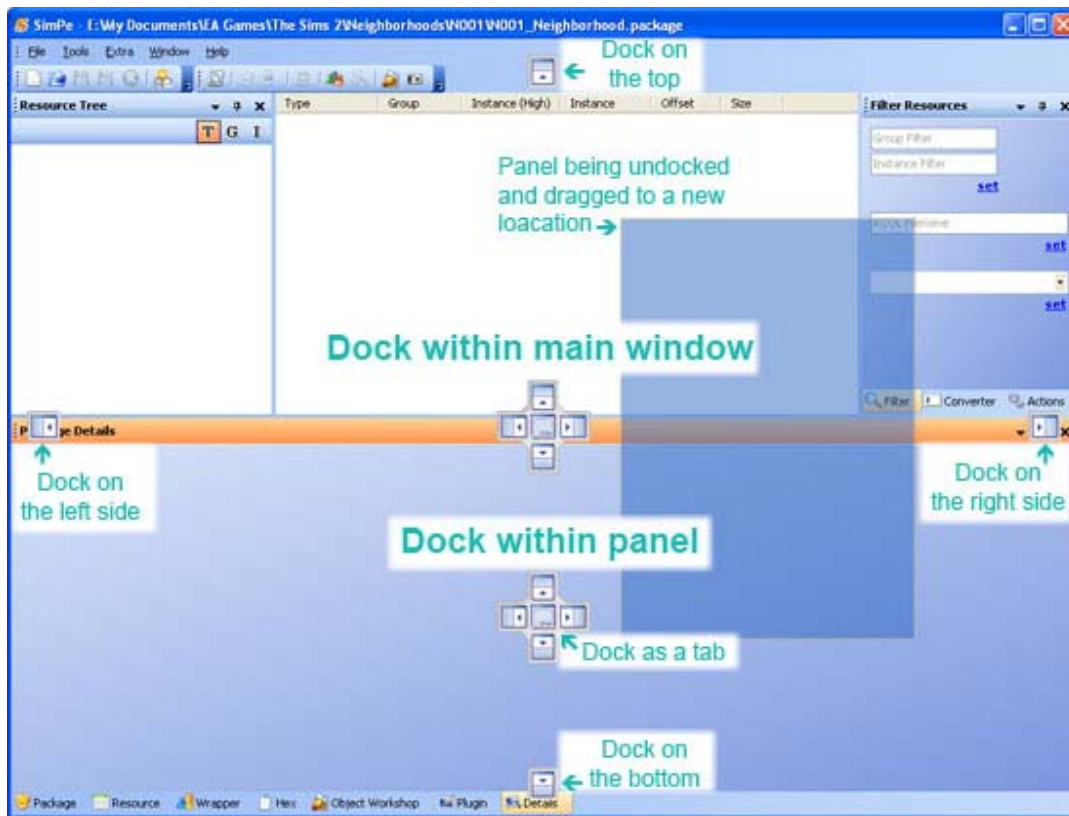 SimPe - E:\My Documents\EA Games\The Sims 2\Neighborhoods\N001\N001_Neighborhood.package
File Tools Extra Window Help
Dock on
the top
Resource Tree
Type Group Instance (High) Instance Offset Size
Filter Resources
T G I
Group Filter
Instance Filter
set
Panel being undocked
and dragged to a new
loacation
set
set
Dock within main window
Filter Converter Actions
Details
Dock on
the left side
Dock on
the right side
Dock within panel
Dock as a tab
Dock on
the bottom
Package Resource Wrapper Hex Object Workshop Plugin Details